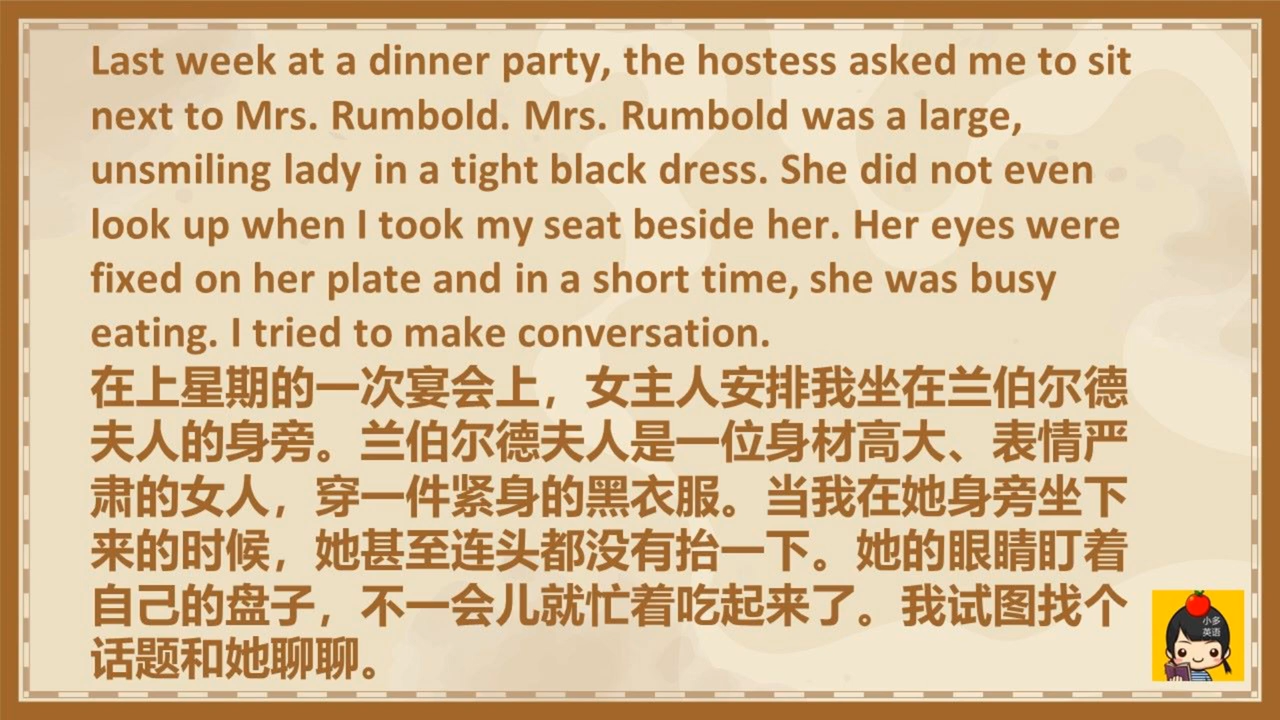 Last week at a dinner party, the hostess asked me to sit
next to Mrs. Rumbold. Mrs. Rumbold was a large,
unsmiling lady in a tight black dress. She did not even
look up when I took my seat beside her. Her eyes were
fixed on her plate and in a short time, she was busy
eating. I tried to make conversation.
在上星期的一次宴会上，女主人安排我坐在兰伯尔德
夫人的身旁。兰伯尔德夫人是一位身材高大、表情严
肃的女人，穿一件紧身的黑衣服。当我在她身旁坐下
来的时候，她甚至连头都没有抬一下。她的眼睛盯着
自己的盘子，不一会儿就忙着吃起来了。我试图找个
话题和她聊聊。
小多
英语